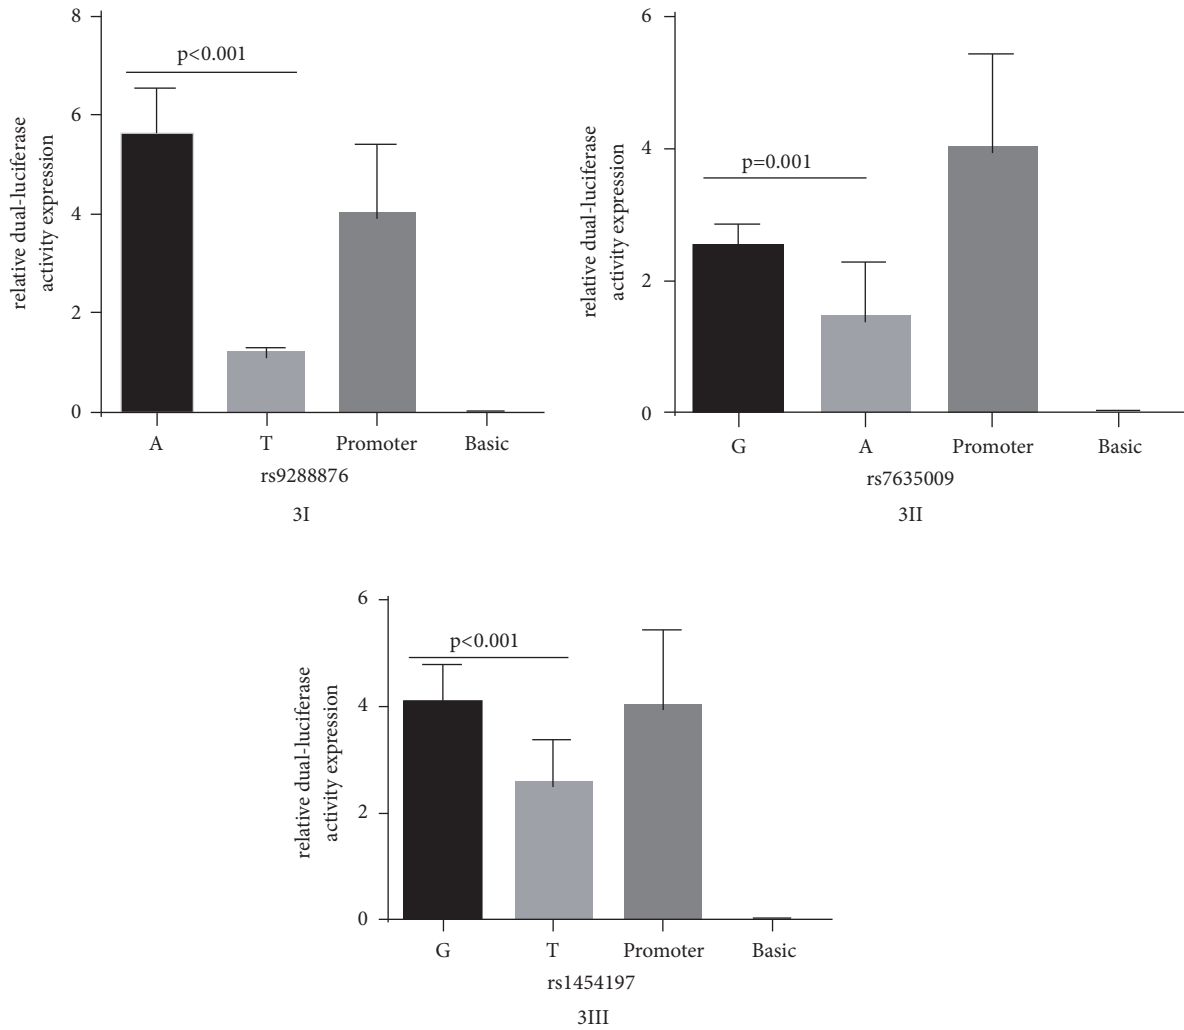 relative dual-luciferase
activity expression
8
6
4
2
0
p<0.001
A T Promoter Basic
rs9288876
3I
relative dual-luciferase
activity expression
6
4
2
0
p=0.001
G A Promoter Basic
rs7635009
3II
relative dual-luciferase
activity expression
6
4
2
0
p<0.001
G T Promoter Basic
rs1454197
3III